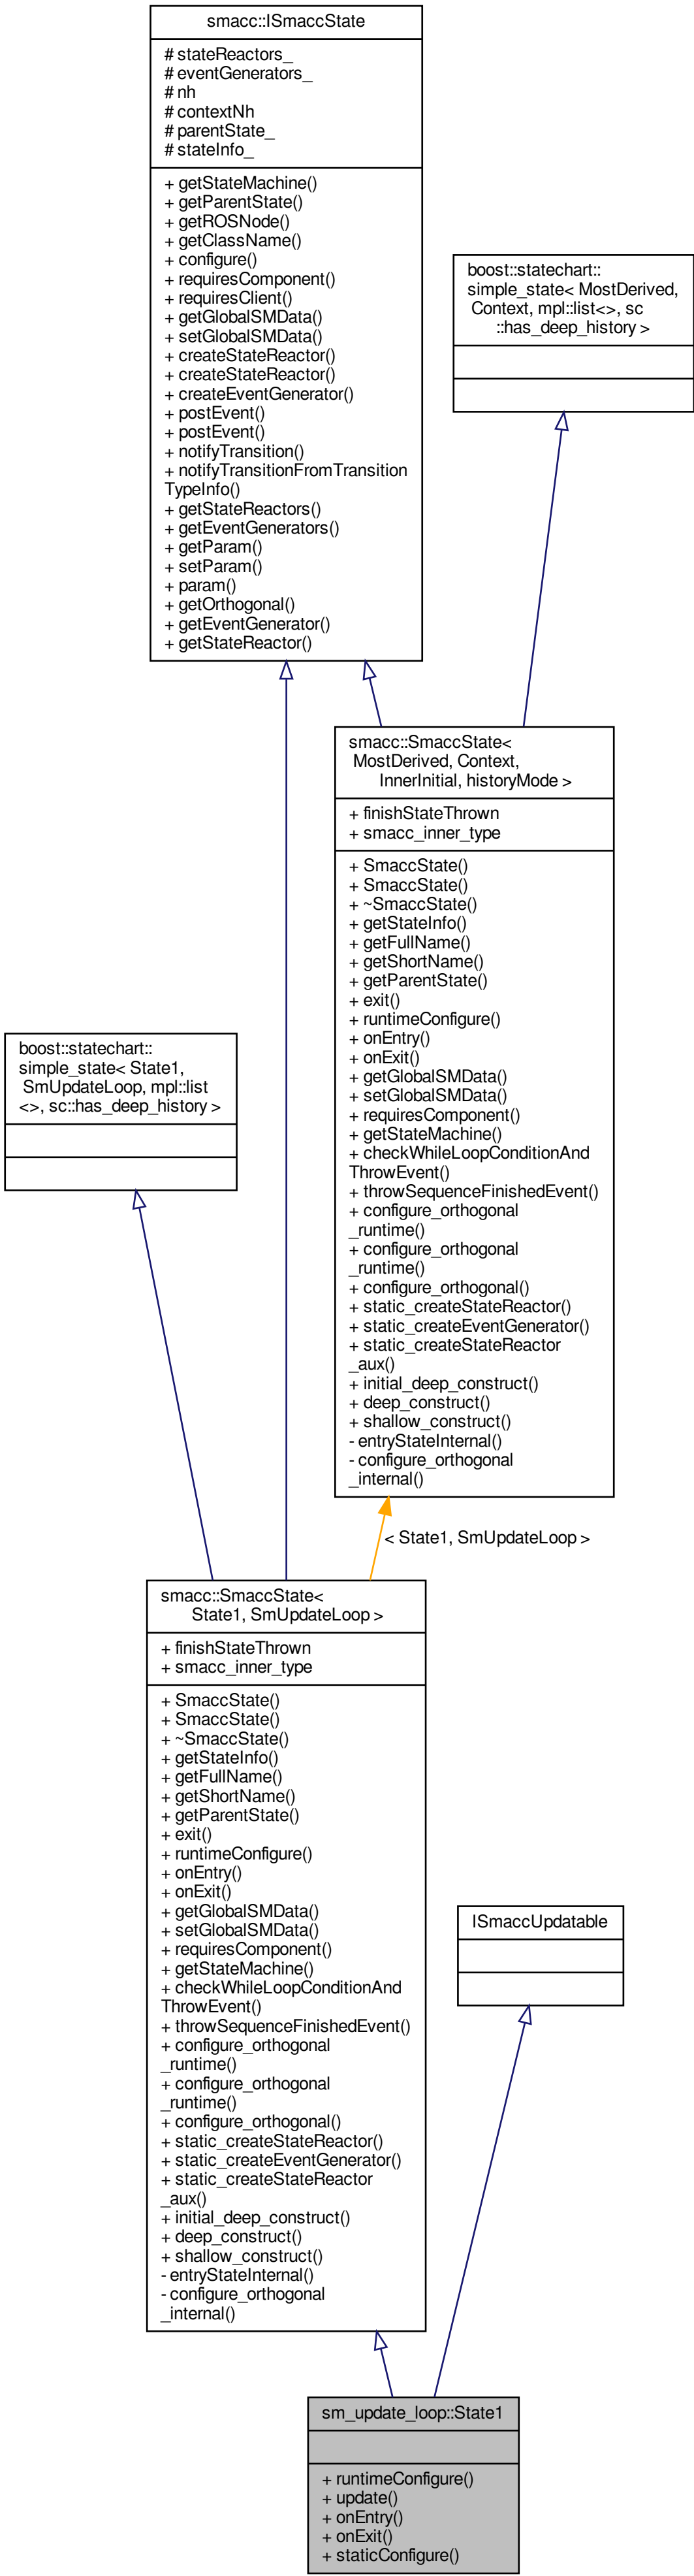 smacc::ISmaccState
# stateReactors_
# eventGenerators_
# nh
# contextNh
# parentState_
# stateInfo_
+ getStateMachine()
+ getParentState()
+ getROSNode()
+ getClassName()
+ configure()
+ requiresComponent()
+ requiresClient()
+ getGlobalSMData()
+ setGlobalSMData()
+ createStateReactor()
+ createStateReactor()
+ createEventGenerator()
+ postEvent()
+ postEvent()
+ notifyTransition()
+ notifyTransitionFromTransition
TypeInfo()
+ getStateReactors()
+ getEventGenerators()
+ getParam()
+ setParam()
+ param()
+ getOrthogonal()
+ getEventGenerator()
+ getStateReactor()
boost::statechart::
simple_state< MostDerived,
Context, mpl::list<>, sc
::has_deep_history >
smacc::SmaccState<
MostDerived, Context,
InnerInitial, historyMode >
+ finishStateThrown
+ smacc_inner_type
+ SmaccState()
+ SmaccState()
+ ~SmaccState()
+ getStateInfo()
+ getFullName()
+ getShortName()
+ getParentState()
+ exit()
+ runtimeConfigure()
+ onEntry()
+ onExit()
+ getGlobalSMData()
+ setGlobalSMData()
+ requiresComponent()
+ getStateMachine()
+ checkWhileLoopConditionAnd
ThrowEvent()
+ throwSequenceFinishedEvent()
+ configure_orthogonal
_runtime()
+ configure_orthogonal
_runtime()
+ configure_orthogonal()
+ static_createStateReactor()
+ static_createEventGenerator()
+ static_createStateReactor
_aux()
+ initial_deep_construct()
+ deep_construct()
+ shallow_construct()
- entryStateInternal()
- configure_orthogonal
_internal()
boost::statechart::
simple_state< State1,
SmUpdateLoop, mpl::list
<>, sc::has_deep_history >
< State1, SmUpdateLoop >
smacc::SmaccState<
State1, SmUpdateLoop >
+ finishStateThrown
+ smacc_inner_type
+ SmaccState()
+ SmaccState()
+ ~SmaccState()
+ getStateInfo()
+ getFullName()
+ getShortName()
+ getParentState()
+ exit()
+ runtimeConfigure()
+ onEntry()
+ onExit()
+ getGlobalSMData()
+ setGlobalSMData()
+ requiresComponent()
+ getStateMachine()
+ checkWhileLoopConditionAnd
ThrowEvent()
+ throwSequenceFinishedEvent()
+ configure_orthogonal
_runtime()
+ configure_orthogonal
_runtime()
+ configure_orthogonal()
+ static_createStateReactor()
+ static_createEventGenerator()
+ static_createStateReactor
_aux()
+ initial_deep_construct()
+ deep_construct()
+ shallow_construct()
- entryStateInternal()
- configure_orthogonal
_internal()
ISmaccUpdatable
sm_update_loop::State1
+ runtimeConfigure()
+ update()
+ onEntry()
+ onExit()
+ staticConfigure()